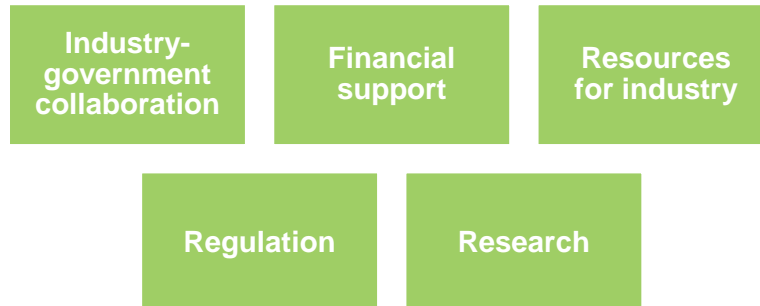 Industry-
government
collaboration
Financial
support
Resources
for industry
Regulation
Research